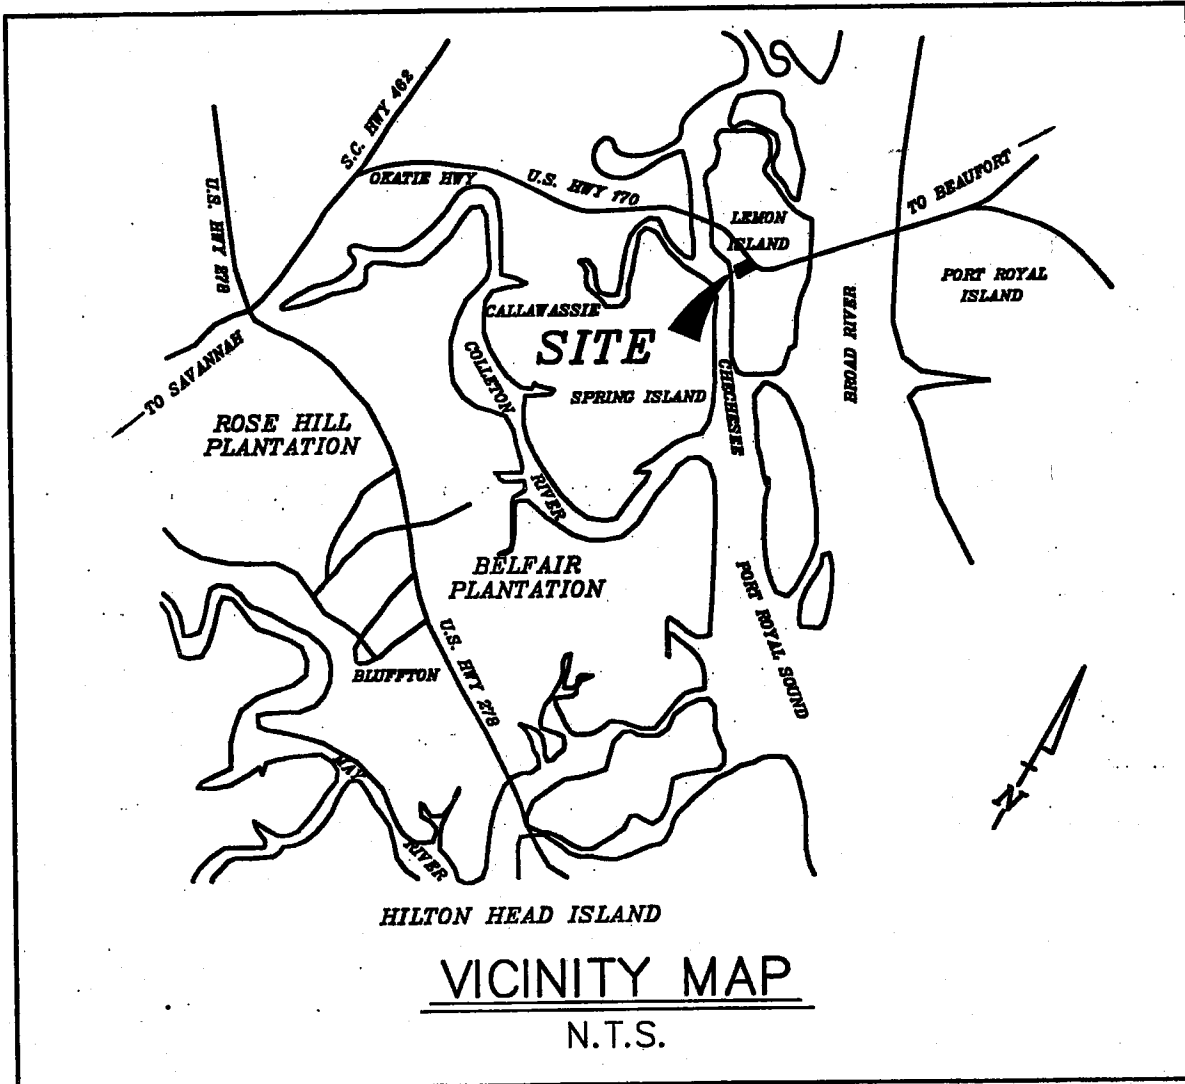 S.C. HWY 462
U.S. HWY 278
OKATIE HWY
U.S. HWY 170
TO BEAUFORT
LEMON
ISLAND
PORT ROYAL
ISLAND
CALLAWASSIE
SITE
SPRING ISLAND
COLLETON
RIVER
CHECHESEE
BROAD RIVER
TO SAVANNAH
ROSE HILL
PLANTATION
BELFAIR
PLANTATION
PORT ROYAL SOUND
U.S. HWY 278
BLUFFTON
MAY
RIVER
N
HILTON HEAD ISLAND
VICINITY MAP
N.T.S.